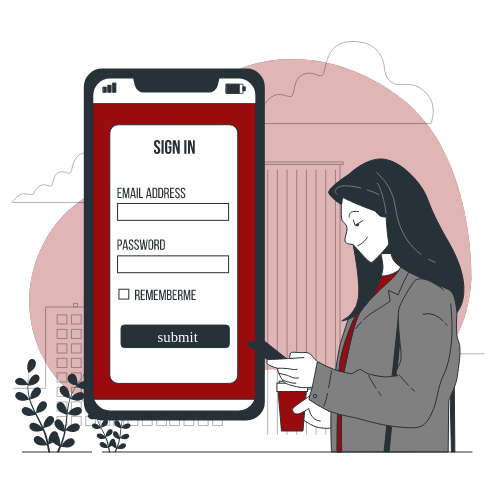 SIGN IN
EMAIL ADDRESS
PASSWORD
REMEMBERME
submit